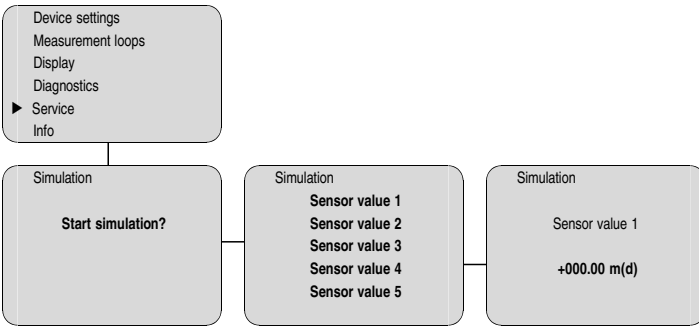 Device settings
Measurement loops
Display
Diagnostics
Service
Info
Simulation
Start simulation?
Simulation
Sensor value 1
Sensor value 2
Sensor value 3
Sensor value 4
Sensor value 5
Simulation
Sensor value 1
+000.00 m(d)